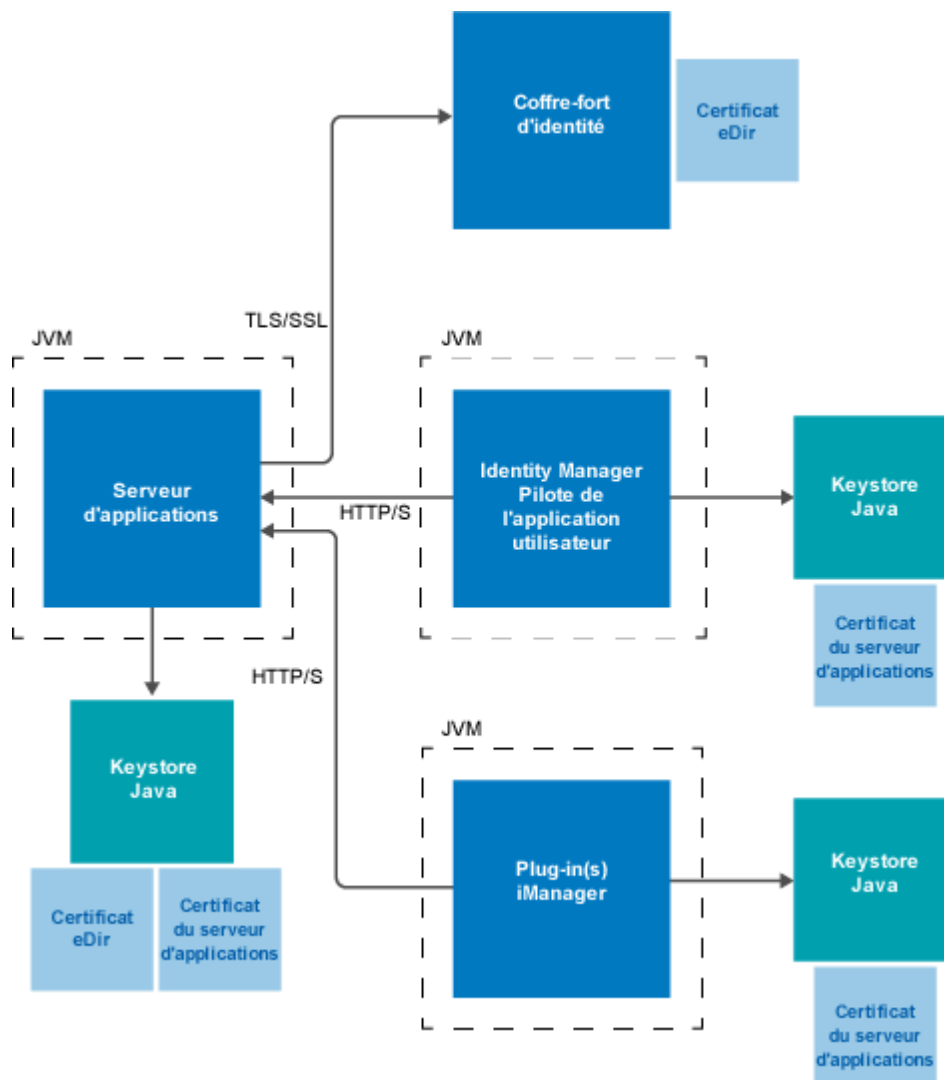 Coffre-fort
d'identité
Certificat
eDir
TLS/SSL
JVM
Serveur
d'applications
JVM
Identity Manager
Pilote de
l'application
utilisateur
HTTP/S
Keystore
Java
Certificat
du serveur
d'applications
HTTP/S
Keystore
Java
Certificat
eDir
Certificat
du serveur
d'applications
JVM
Plug-in(s)
iManager
Keystore
Java
Certificat
du serveur
d'applications